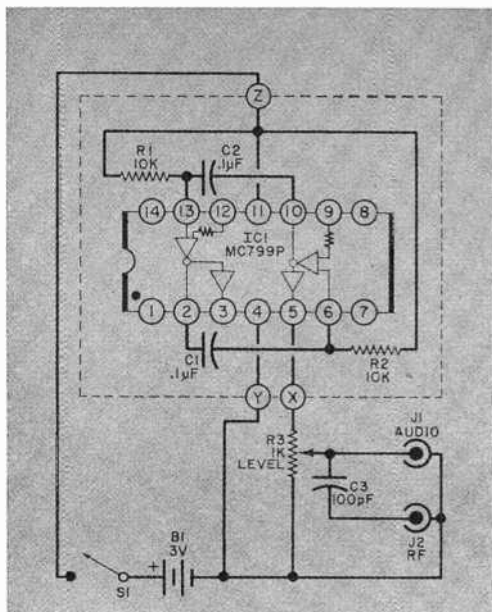 Z
R1
10K
C2
.1µF
14 13 12 11 10 9 8
IC1
MC799P
1 2 3 4 5 6 7
C1
.1µF
R2
10K
Y X
R3
1K
LEVEL
J1
AUDIO
C3
100pF
J2
RF
B1
3V
+
S1